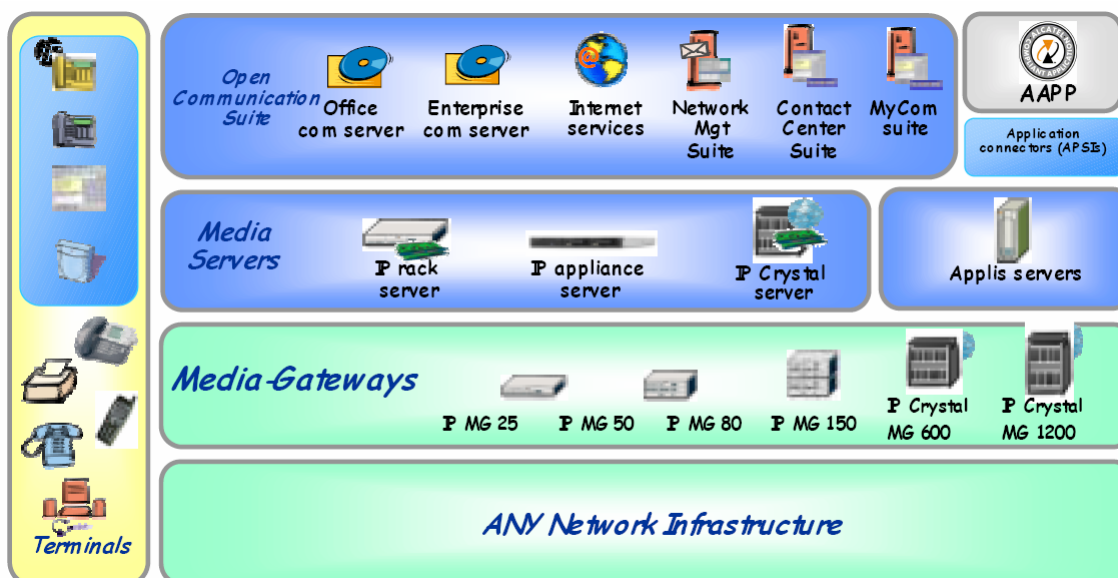 Open
Communication
Suite
Office
com server
Enterprise
com server
Internet
services
Network
Mgt
Suite
Contact
Center
Suite
MyCom
suite
AAPP
Application
connectors (APSIs)
Media
Servers
IP rack
server
IP appliance
server
IP Crystal
server
Applis servers
Media-Gateways
IP MG 25
IP MG 50
IP MG 80
IP MG 150
IP Crystal
MG 600
IP Crystal
MG 1200
ANY Network Infrastructure
Terminals